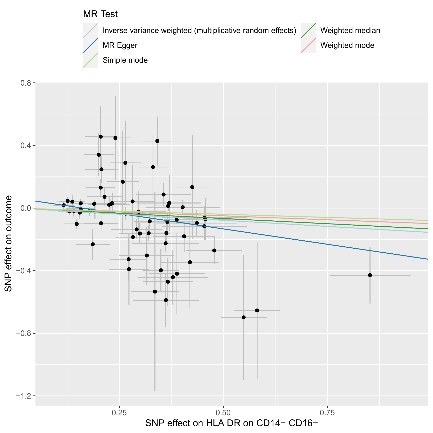 MR Test
Inverse variance weighted (multiplicative random effects)
MR Egger
Simple mode
Weighted median
Weighted mode
0.8
0.4
0.0
−0.4
−0.8
−1.2
SNP effect on outcome
0.25
0.50
0.75
SNP effect on HLA DR on CD14− CD16−